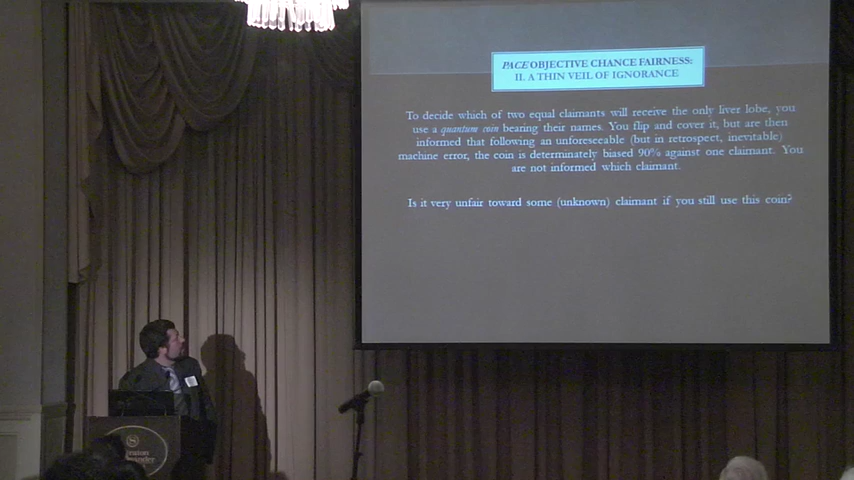 PACE OBJECTIVE CHANCE FAIRNESS:
II. A THIN VEIL OF IGNORANCE
To decide which of two equal claimants will receive the only liver lobe, you
use a quantum coin bearing their names. You flip and cover it, but are then
informed that following an unforeseeable (but in retrospect, inevitable)
machine error, the coin is determinately biased 90% against one claimant. You
are not informed which claimant.
Is it very unfair toward some (unknown) claimant if you still use this coin?